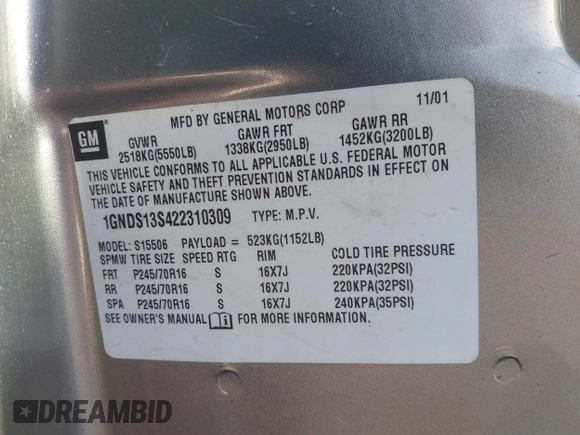 MFD BY GENERAL MOTORS CORP 11/01
GM
GVWR GAWR FRT GAWR RR
2518KG(5550LB) 1338KG(2950LB) 1452KG(3200LB)
THIS VEHICLE CONFORMS TO ALL APPLICABLE U.S. FEDERAL MOTOR
VEHICLE SAFETY AND THEFT PREVENTION STANDARDS IN EFFECT ON
THE DATE OF MANUFACTURE SHOWN ABOVE.
1GNDS13S422310309 TYPE: M.P.V.
MODEL: S15506 PAYLOAD = 523KG(1152LB)
SPMW TIRE SIZE SPEED RTG RIM COLD TIRE PRESSURE
FRT P245/70R16 S 16X7J 220KPA(32PSI)
RR P245/70R16 S 16X7J 220KPA(32PSI)
SPA P245/70R16 S 16X7J 240KPA(35PSI)
SEE OWNER'S MANUAL FOR MORE INFORMATION.
DREAMBID